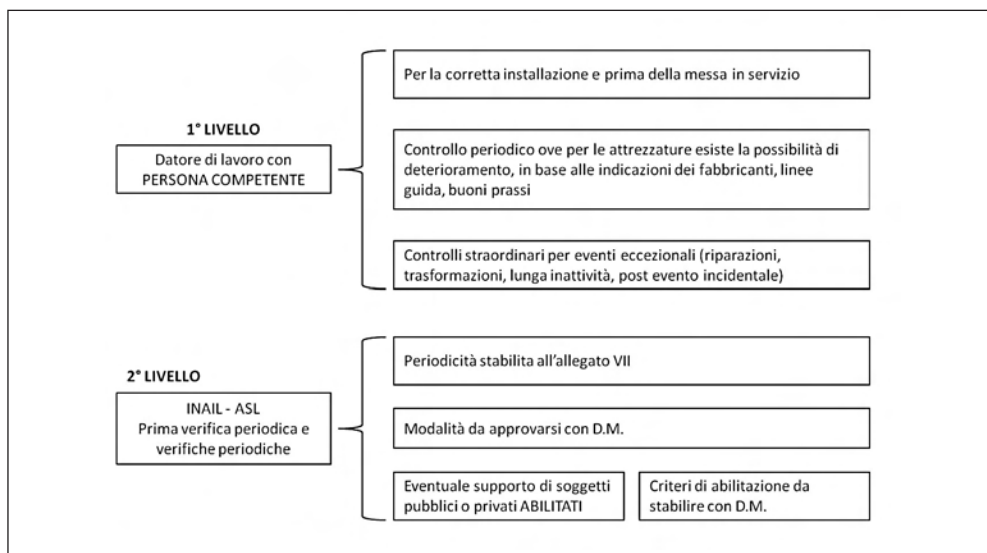 1° LIVELLO
Datore di lavoro con
PERSONA COMPETENTE
Per la corretta installazione e prima della messa in servizio
Controllo periodico ove per le attrezzature esiste la possibilità di
deterioramento, in base alle indicazioni dei fabbricanti, linee
guida, buoni prassi
Controlli straordinari per eventi eccezionali (riparazioni,
trasformazioni, lunga inattività, post evento incidentale)
2° LIVELLO
INAIL - ASL
Prima verifica periodica e
verifiche periodiche
Periodicità stabilita all'allegato VII
Modalità da approvarsi con D.M.
Eventuale supporto di soggetti
pubblici o privati ABILITATI
Criteri di abilitazione da
stabilire con D.M.